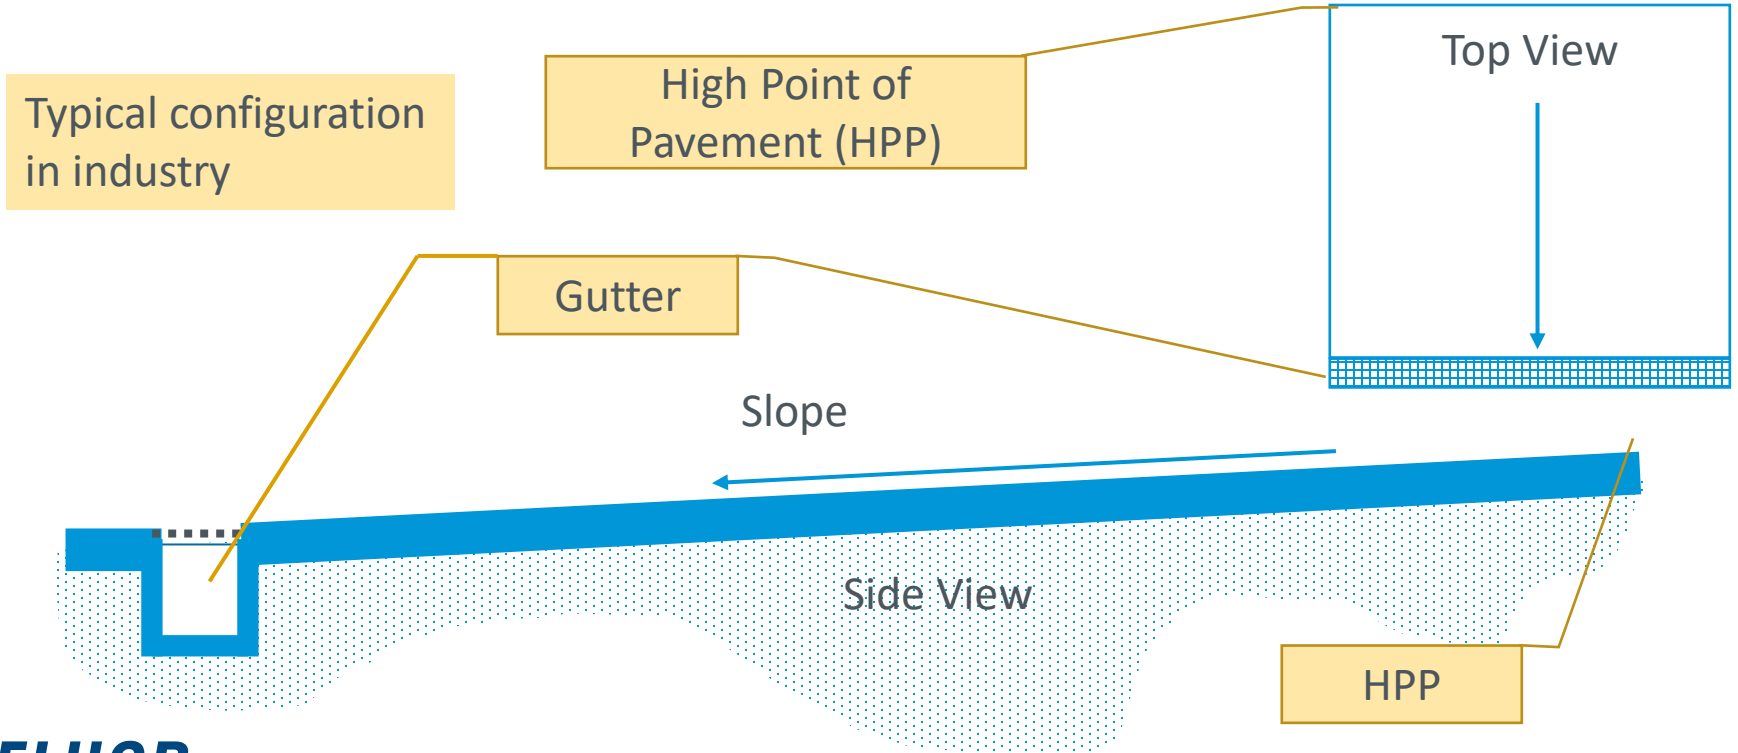 Typical configuration
in industry
High Point of
Pavement (HPP)
Top View
Gutter
Slope
Side View
HPP